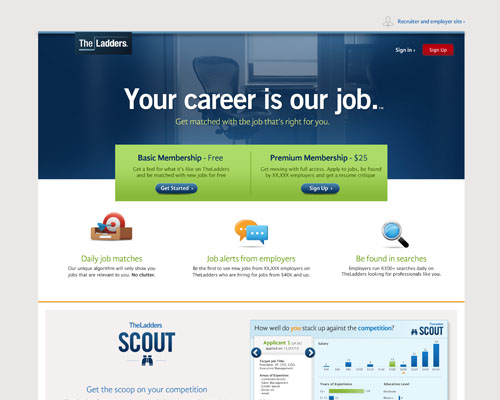 Recruiter and employer site ›
The Ladders.
Sign In ›
Sign Up
Your career is our job.™
Get matched with the job that's right for you.
Basic Membership - Free
Get a feel for what it's like on TheLadders
and be matched with new jobs for free
Get Started ›
Premium Membership - $25
Get moving with full access. Apply to jobs, be found
by XX,XXX employers and get a resume critique
Sign Up ›
Daily job matches
Our unique algorithm will only show you
jobs that are relevant to you. No clutter.
Job alerts from employers
Be the first to see new jobs from XX,XXX employers on
TheLadders who are hiring for jobs from $40K and up.
Be found in searches
Employers run 6300+ searches daily on
TheLadders looking for professionals like you.
TheLadders
SCOUT
Get the scoop on your competition
How well do you stack up against the competition?
TheLadders
SCOUT
Applicant 1
Target Job Title:
Areas of Expertise:
Salary
Years of Experience
Education Level